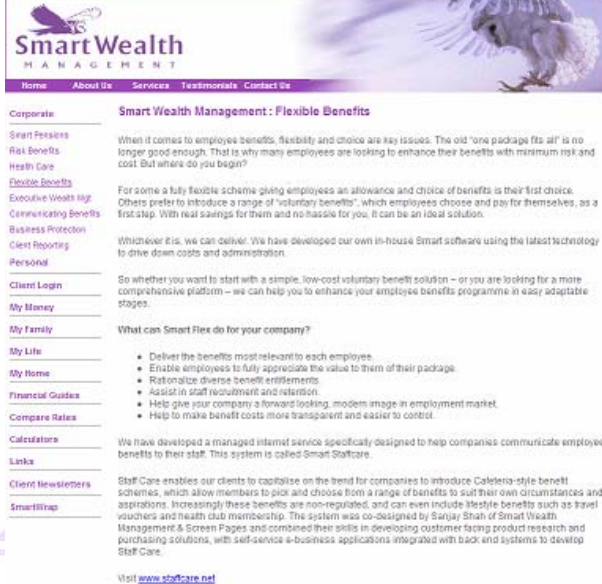 SmartWealth
MANAGEMENT
Home About Us Services Testimonials Contact Us
Corporate
Smart Pensions
Risk Benefits
Health Care
Flexible Benefits
Executive Wealth Mgt
Communicating Benefits
Business Protection
Client Reporting
Personal
Client Login
My Money
My Family
My Life
My Home
Financial Guides
Compare Rates
Calculators
Links
Client Newsletters
SmartWrap
Smart Wealth Management : Flexible Benefits
When it comes to employee benefits, flexibility and choice are key issues. The old "one package fits all" is no
longer good enough. That is why many employees are looking to enhance their benefits with minimum risk and
cost. But where do you begin?
For some a fully flexible scheme giving employees an allowance and choice of benefits is their first choice.
Others prefer to introduce a range of "voluntary benefits", which employees choose and pay for themselves, as a
first step. With real savings for them and no hassle for you, it can be an ideal solution.
Whichever it is, we can deliver. We have developed our own in-house Smart software using the latest technology
to drive down costs and administration.
So whether you want to start with a simple, low-cost voluntary benefit solution – or you are looking for a more
comprehensive platform – we can help you to enhance your employee benefits programme in easy adaptable
stages.
What can Smart Flex do for your company?
• Deliver the benefits most relevant to each employee.
• Enable employees to fully appreciate the value to them of their package.
• Rationalize diverse benefit entitlements
• Assist in staff recruitment and retention.
• Help give your company a forward looking, modern image in employment market.
• Help to make benefit costs more transparent and easier to control.
We have developed a managed internet service specifically designed to help companies communicate employee
benefits to their staff. This system is called Smart Staffcare.
Staff Care enables our clients to capitalise on the trend for companies to introduce Cafeteria-style benefit
schemes, which allow members to pick and choose from a range of benefits to suit their own circumstances and
aspirations. Increasingly these benefits are non-regulated, and can even include lifestyle benefits such as travel
vouchers and health club membership. The system was co-designed by Sanjay Shah of Smart Wealth
Management & Screen Pages and combined their skills in developing customer facing product research and
purchasing solutions, with self-service e-business applications integrated with back end systems to develop
Staff Care.
Visit www.staffcare.net